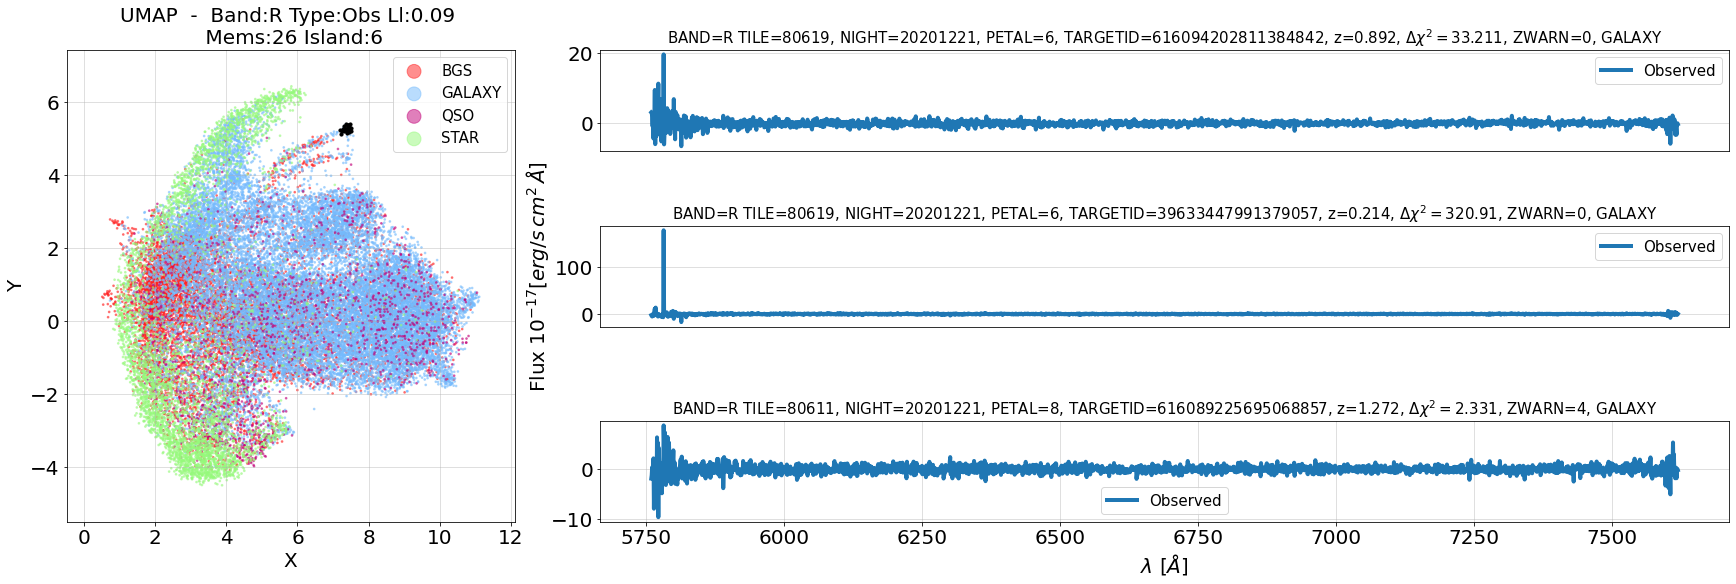 UMAP - Band:R Type:Obs Ll:0.09
Mems:26 Island:6
BGS
GALAXY
QSO
STAR
6
4
2
0
−2
−4
Y
0 2 4 6 8 10 12
X
Flux 10⁻¹⁷[erg/s cm² Å]
BAND=R TILE=80619, NIGHT=20201221, PETAL=6, TARGETID=616094202811384842, z=0.892, Δχ² = 33.211, ZWARN=0, GALAXY
20
0
Observed
BAND=R TILE=80619, NIGHT=20201221, PETAL=6, TARGETID=39633447991379057, z=0.214, Δχ² = 320.91, ZWARN=0, GALAXY
100
0
Observed
BAND=R TILE=80611, NIGHT=20201221, PETAL=8, TARGETID=616089225695068857, z=1.272, Δχ² = 2.331, ZWARN=4, GALAXY
0
−10
Observed
5750 6000 6250 6500 6750 7000 7250 7500
λ [Å]